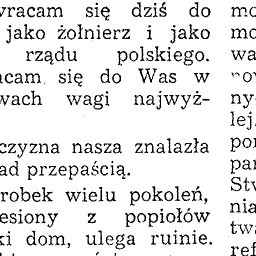 wracam się dziś do
jako żołnierz i jako
rządu polskiego.
acam się do Was w
wach wagi najwyż-
czyzna nasza znalazła
ad przepaścią.
robek wielu pokoleń,
esiony z popiołów
ki dom, ulega ruinie.
mo
mo
wa
ny
lej
por
par
Stw
nia
twa
ref